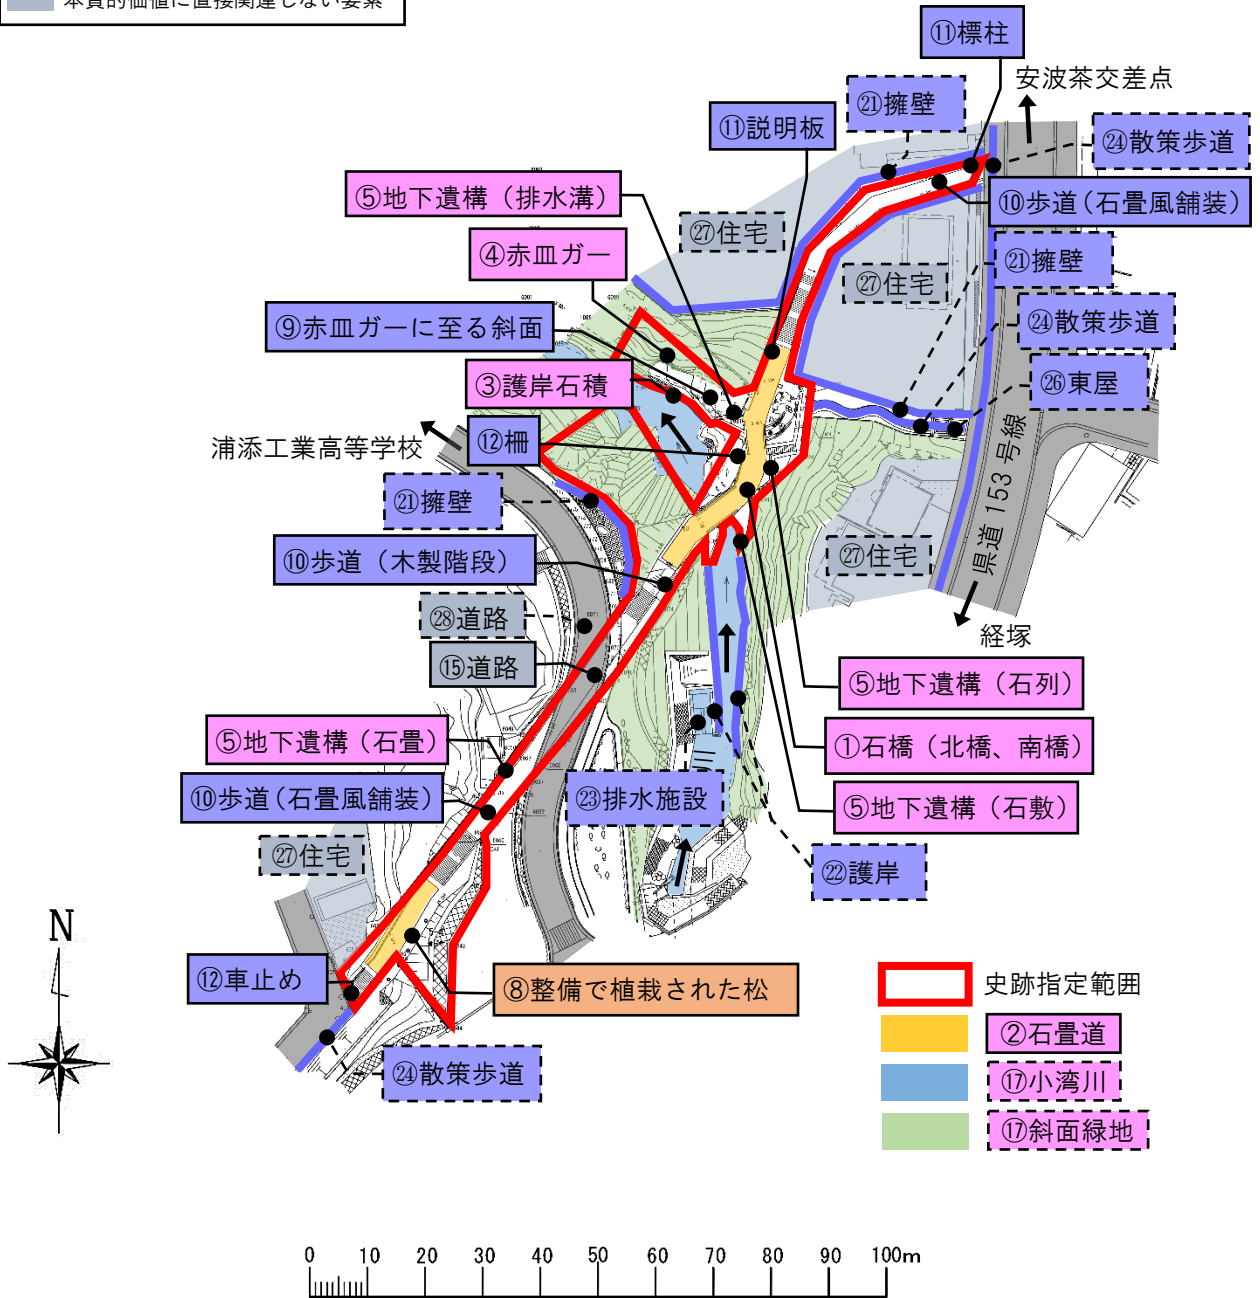 本質的価値に直接関連しない要素
⑪標柱
安波茶交差点
㉑擁壁
⑪説明板
㉔散策歩道
⑤地下遺構（排水溝）
⑩歩道（石畳風舗装）
㉗住宅
④赤皿ガー
㉑擁壁
㉗住宅
⑨赤皿ガーに至る斜面
㉔散策歩道
③護岸石積
㉖東屋
浦添工業高等学校
⑫柵
㉑擁壁
県道153号線
⑩歩道（木製階段）
㉗住宅
㉘道路
経塚
⑮道路
⑤地下遺構（石列）
⑤地下遺構（石畳）
①石橋（北橋、南橋）
⑩歩道（石畳風舗装）
㉓排水施設
⑤地下遺構（石敷）
㉗住宅
㉒護岸
N
⑫車止め
⑧整備で植栽された松
史跡指定範囲
②石畳道
㉔散策歩道
⑰小湾川
⑰斜面緑地
0 10 20 30 40 50 60 70 80 90 100m